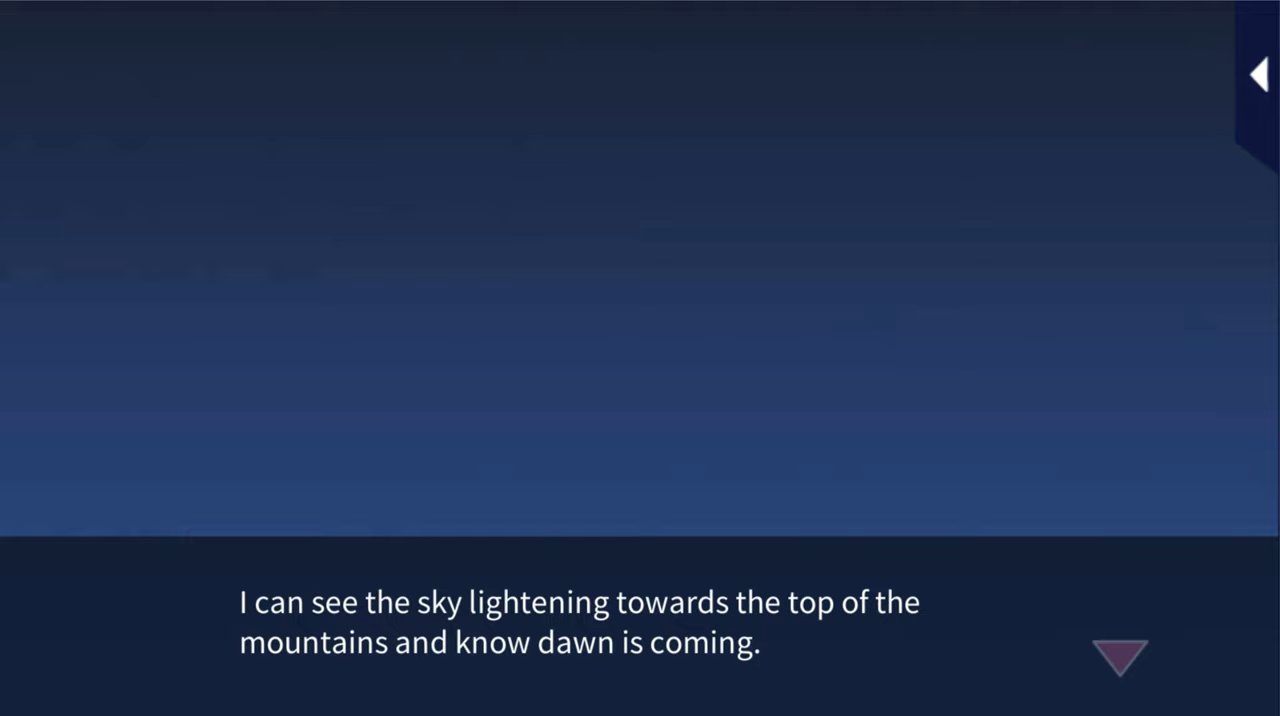 I can see the sky lightening towards the top of the
mountains and know dawn is coming.